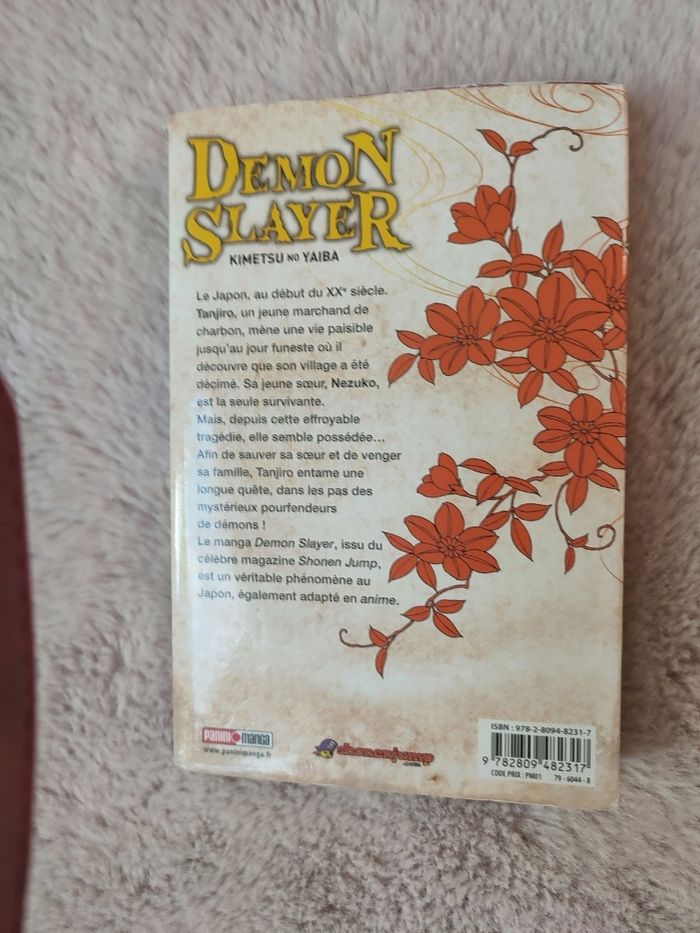 DEMON
SLAYER
KIMETSU NO YAIBA
Le Japon, au début du XXe siècle.
Tanjiro, un jeune marchand de
charbon, mène une vie paisible
jusqu'au jour funeste où il
découvre que son village a été
décimé. Sa jeune sœur, Nezuko,
est la seule survivante.
Mais, depuis cette effroyable
tragédie, elle semble possédée...
Afin de sauver sa sœur et de venger
sa famille, Tanjiro entame une
longue quête, dans les pas des
mystérieux pourfendeurs
de démons !
Le manga Demon Slayer, issu du
célèbre magazine Shonen Jump,
est un véritable phénomène au
Japon, également adapté en anime.
PANINI manga
www.paninimanga.fr
shonenjump
.com
ISBN : 978-2-8094-8231-7
9 782809 482317
CODE PRIX : PM01 79 - 6044 - 8